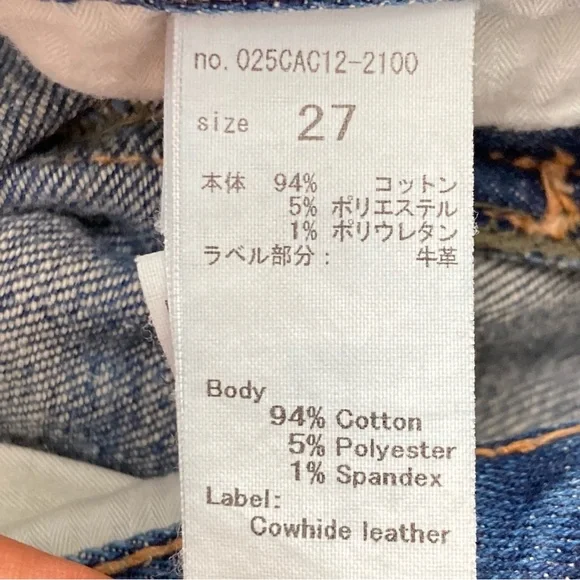 no. 025CAC12-2100
size 27
本体 94% コットン
5% ポリエステル
1% ポリウレタン
ラベル部分: 牛革
Body
94% Cotton
5% Polyester
1% Spandex
Label:
Cowhide leather